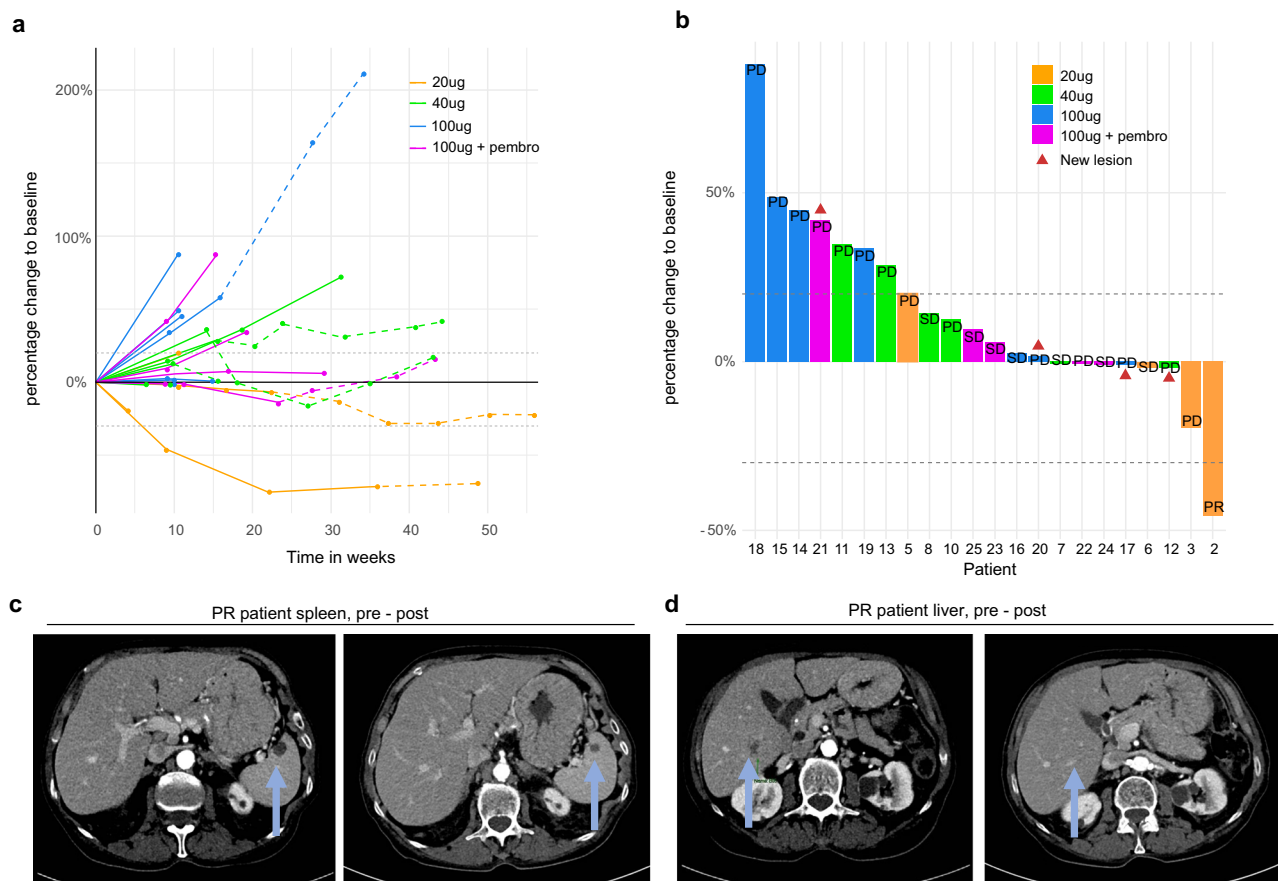 a
percentage change to baseline
200%
100%
0%
0 10 20 30 40 50
Time in weeks
20ug
40ug
100ug
100ug + pembro
b
percentage change to baseline
50%
0%
-50%
20ug
40ug
100ug
100ug + pembro
New lesion
PD PD PD PD PD PD PD PD SD PD SD SD SD PD SD PD SD PD SD PD PD PR
18 15 14 21 11 19 13 5 8 10 25 23 16 20 7 22 24 17 6 12 3 2
Patient
c
PR patient spleen, pre - post
d
PR patient liver, pre - post